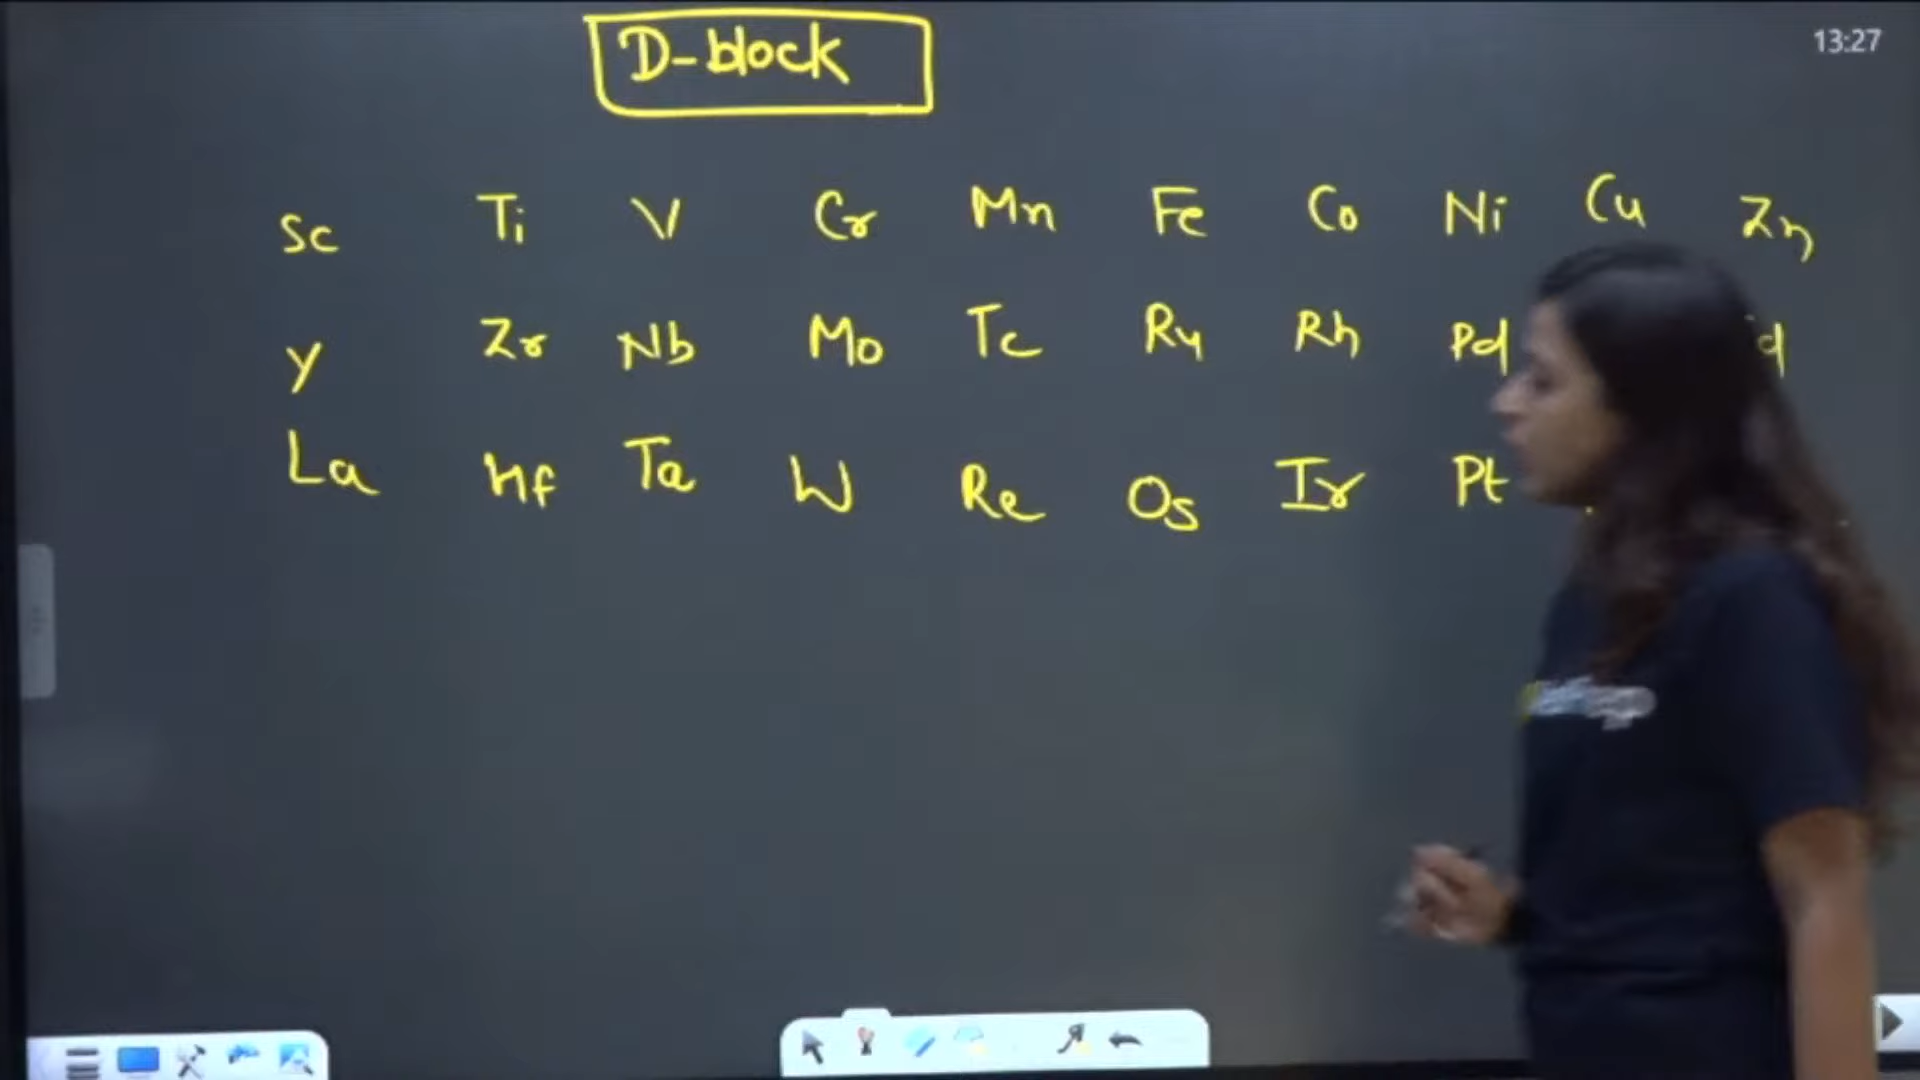 D-block
13:27
Sc Ti V Cr Mn Fe Co Ni Cu Zn
Y Zr Nb Mo Tc Ru Rh Pd
La Hf Ta W Re Os Ir Pt